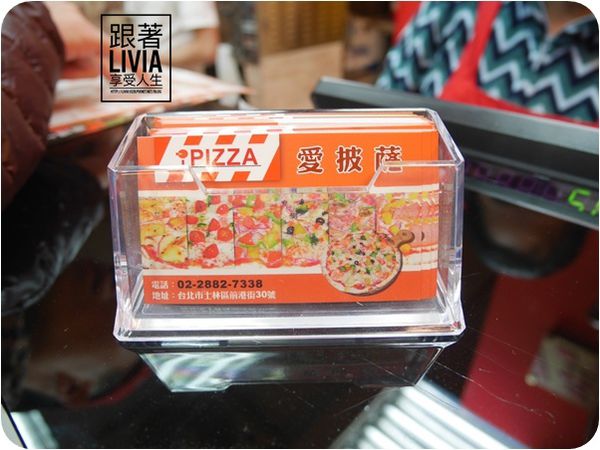 跟著
LIVIA
享受人生
iPIZZA
愛披薩
電話：02-2882-7338
地址：台北市士林區前港街30號